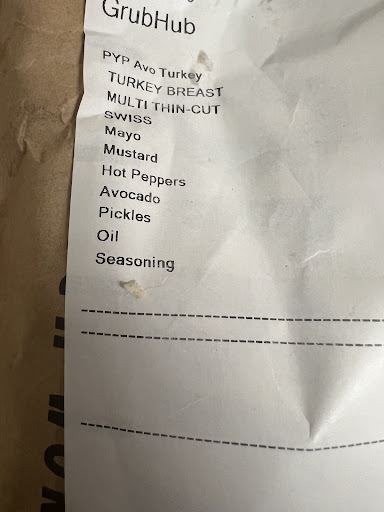 GrubHub
PYP Avo Turkey
TURKEY BREAST
MULTI THIN-CUT
SWISS
Mayo
Mustard
Hot Peppers
Avocado
Pickles
Oil
Seasoning